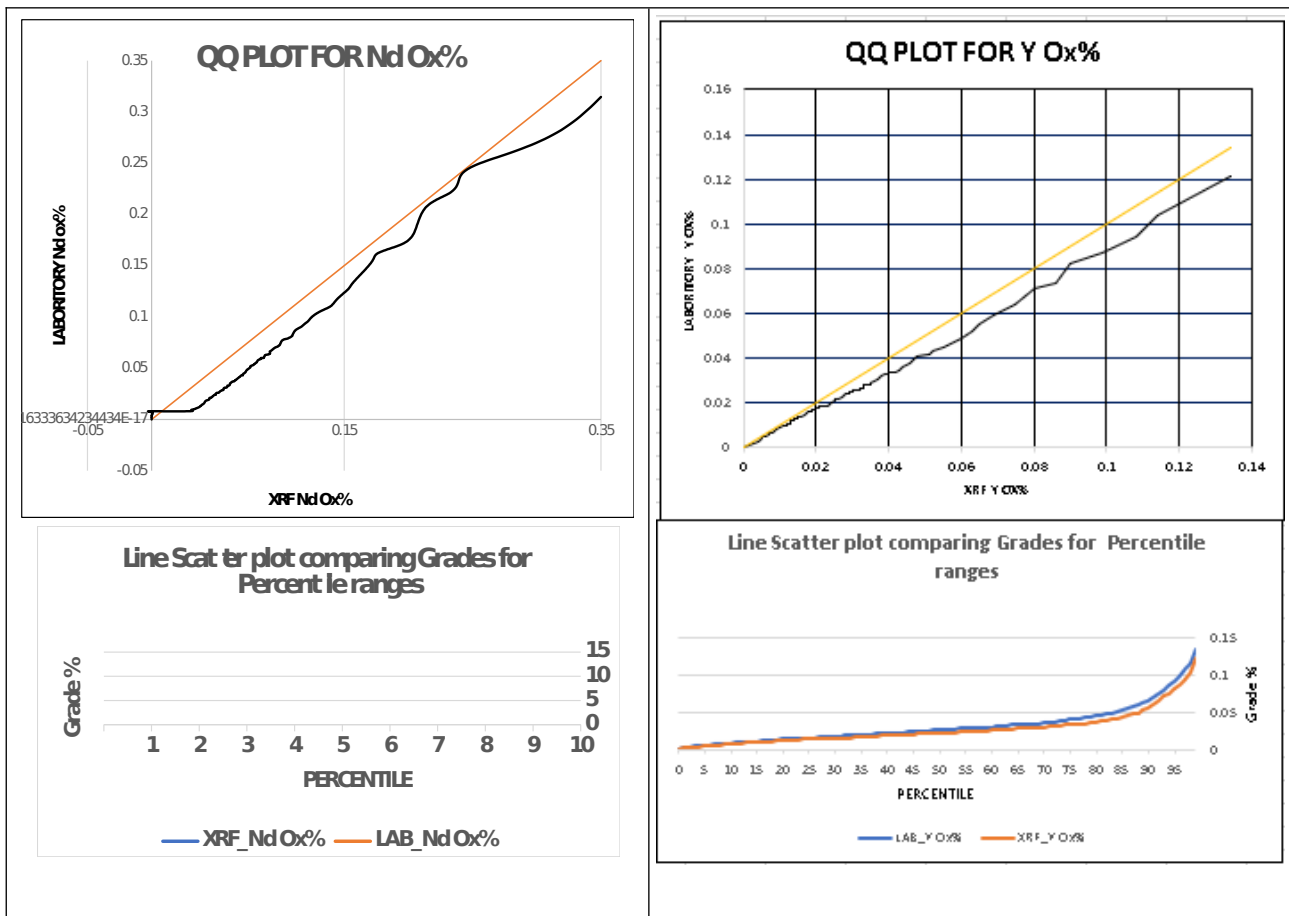 QQ PLOT FOR Nd Ox%
0.35
0.3
0.25
0.2
0.15
0.1
0.05
16333634234434E-17
-0.05
0.15
0.35
-0.05
LABORITORY Nd ox%
XRF Nd Ox%
Line Scatter plot comparing Grades for
Percent le ranges
Grade %
15
10
5
0
1 2 3 4 5 6 7 8 9 10
PERCENTILE
XRF_Nd Ox% LAB_Nd Ox%
QQ PLOT FOR Y Ox%
0.16
0.14
0.12
0.1
0.08
0.06
0.04
0.02
0
0 0.02 0.04 0.06 0.08 0.1 0.12 0.14
LABORITORY Y OX%
XRF Y OX%
Line Scatter plot comparing Grades for Percentile
ranges
0.15
0.1
0.05
0
Grade %
0 5 10 15 20 25 30 35 40 45 50 55 60 65 70 75 80 85 90 95
PERCENTILE
LAB_Y Ox% XRF_Y Ox%